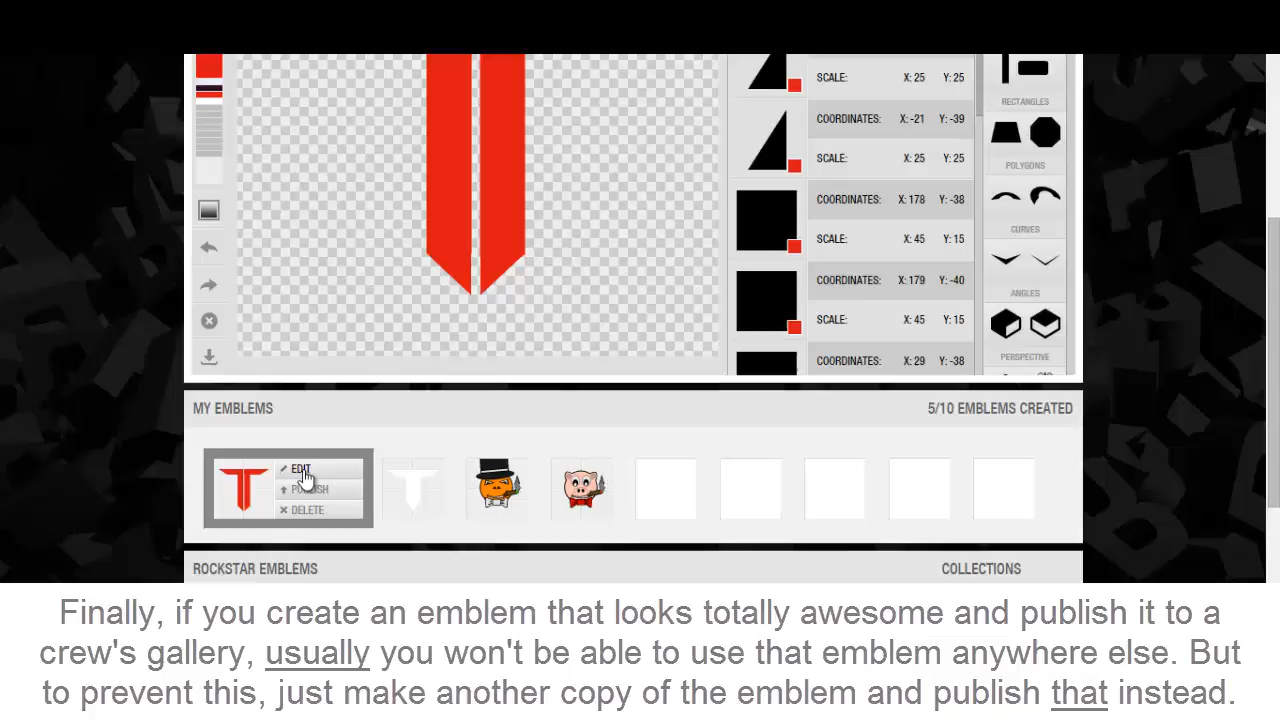 SCALE: X: 25 Y: 25
COORDINATES: X: -21 Y: -39
SCALE: X: 25 Y: 25
COORDINATES: X: 178 Y: -38
SCALE: X: 45 Y: 15
COORDINATES: X: 179 Y: -40
SCALE: X: 45 Y: 15
COORDINATES: X: 29 Y: -38
RECTANGLES
POLYGONS
CURVES
ANGLES
PERSPECTIVE
MY EMBLEMS
5/10 EMBLEMS CREATED
EDIT
PUBLISH
DELETE
ROCKSTAR EMBLEMS
COLLECTIONS
Finally, if you create an emblem that looks totally awesome and publish it to a
crew's gallery, usually you won't be able to use that emblem anywhere else. But
to prevent this, just make another copy of the emblem and publish that instead.